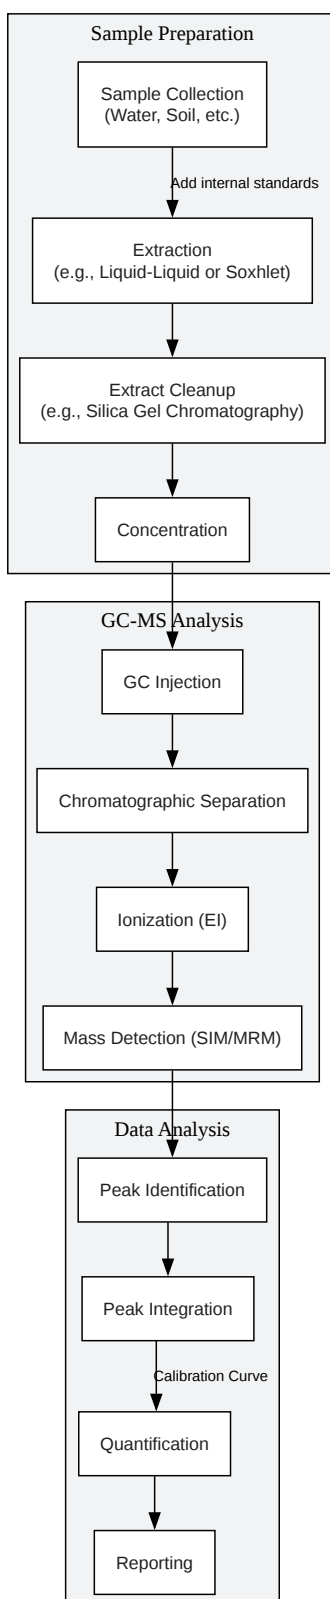 Sample Preparation
Sample Collection
(Water, Soil, etc.)
Add internal standards
Extraction
(e.g., Liquid-Liquid or Soxhlet)
Extract Cleanup
(e.g., Silica Gel Chromatography)
Concentration
GC-MS Analysis
GC Injection
Chromatographic Separation
Ionization (EI)
Mass Detection (SIM/MRM)
Data Analysis
Peak Identification
Peak Integration
Calibration Curve
Quantification
Reporting